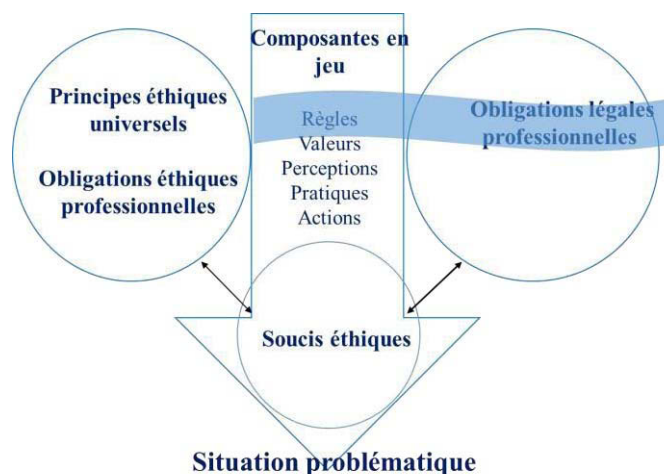 Composantes en
jeu
Principes éthiques
universels
Obligations éthiques
professionnelles
Règles
Valeurs
Perceptions
Pratiques
Actions
Obligations légales
professionnelles
Soucis éthiques
Situation problématique